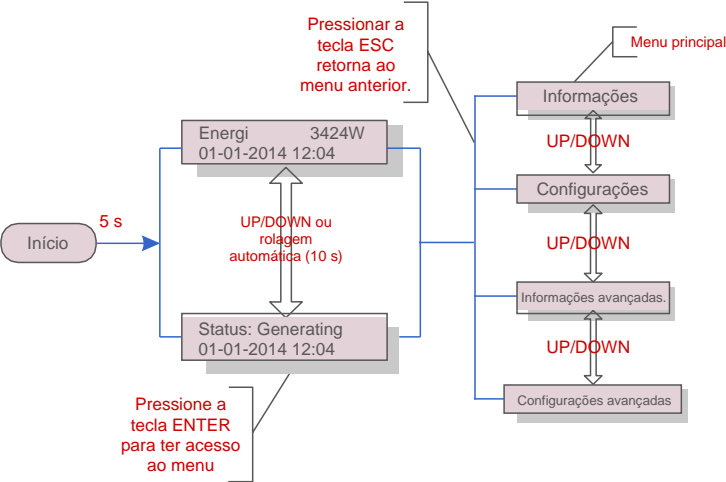 Pressionar a
tecla ESC
retorna ao
menu anterior.
Menu principal
Informações
UP/DOWN
Configurações
UP/DOWN
Informações avançadas.
UP/DOWN
Configurações avançadas
Energi 3424W
01-01-2014 12:04
5 s
Início
UP/DOWN ou
rolagem
automática (10 s)
Status: Generating
01-01-2014 12:04
Pressione a
tecla ENTER
para ter acesso
ao menu